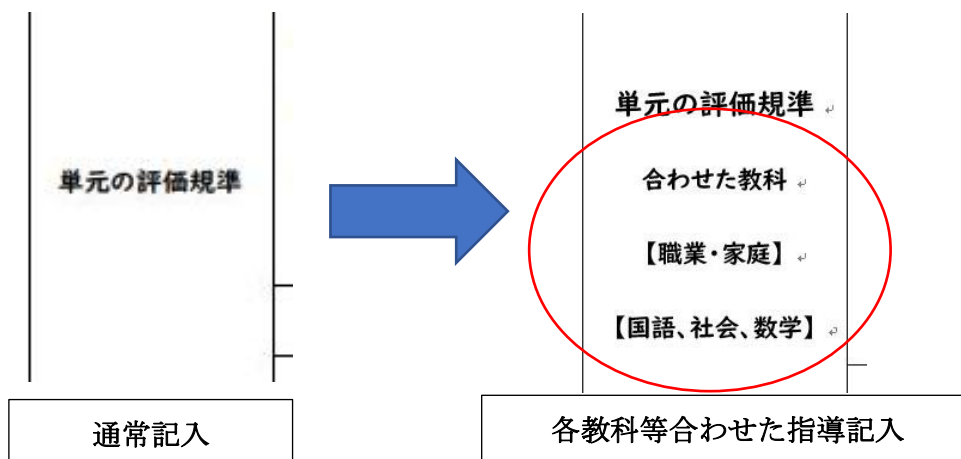 単元の評価規準
通常記入
単元の評価規準
合わせた教科
【職業・家庭】
【国語、社会、数学】
各教科等合わせた指導記入